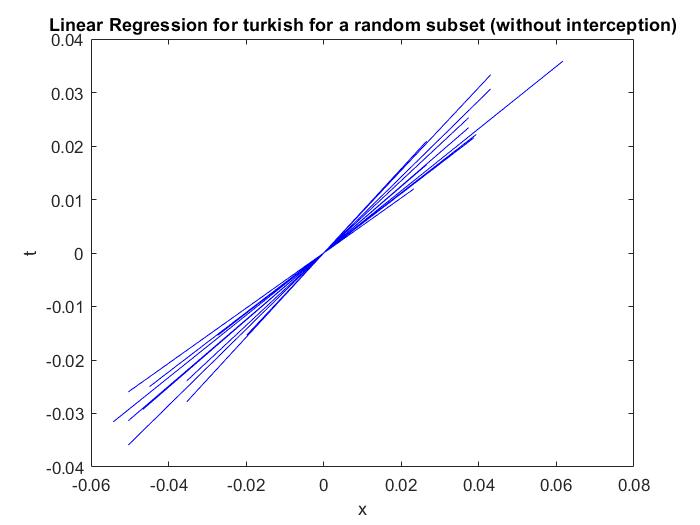 Linear Regression for turkish for a random subset (without interception)
0.04
0.03
0.02
0.01
0
-0.01
-0.02
-0.03
-0.04
t
-0.06 -0.04 -0.02 0 0.02 0.04 0.06 0.08
x